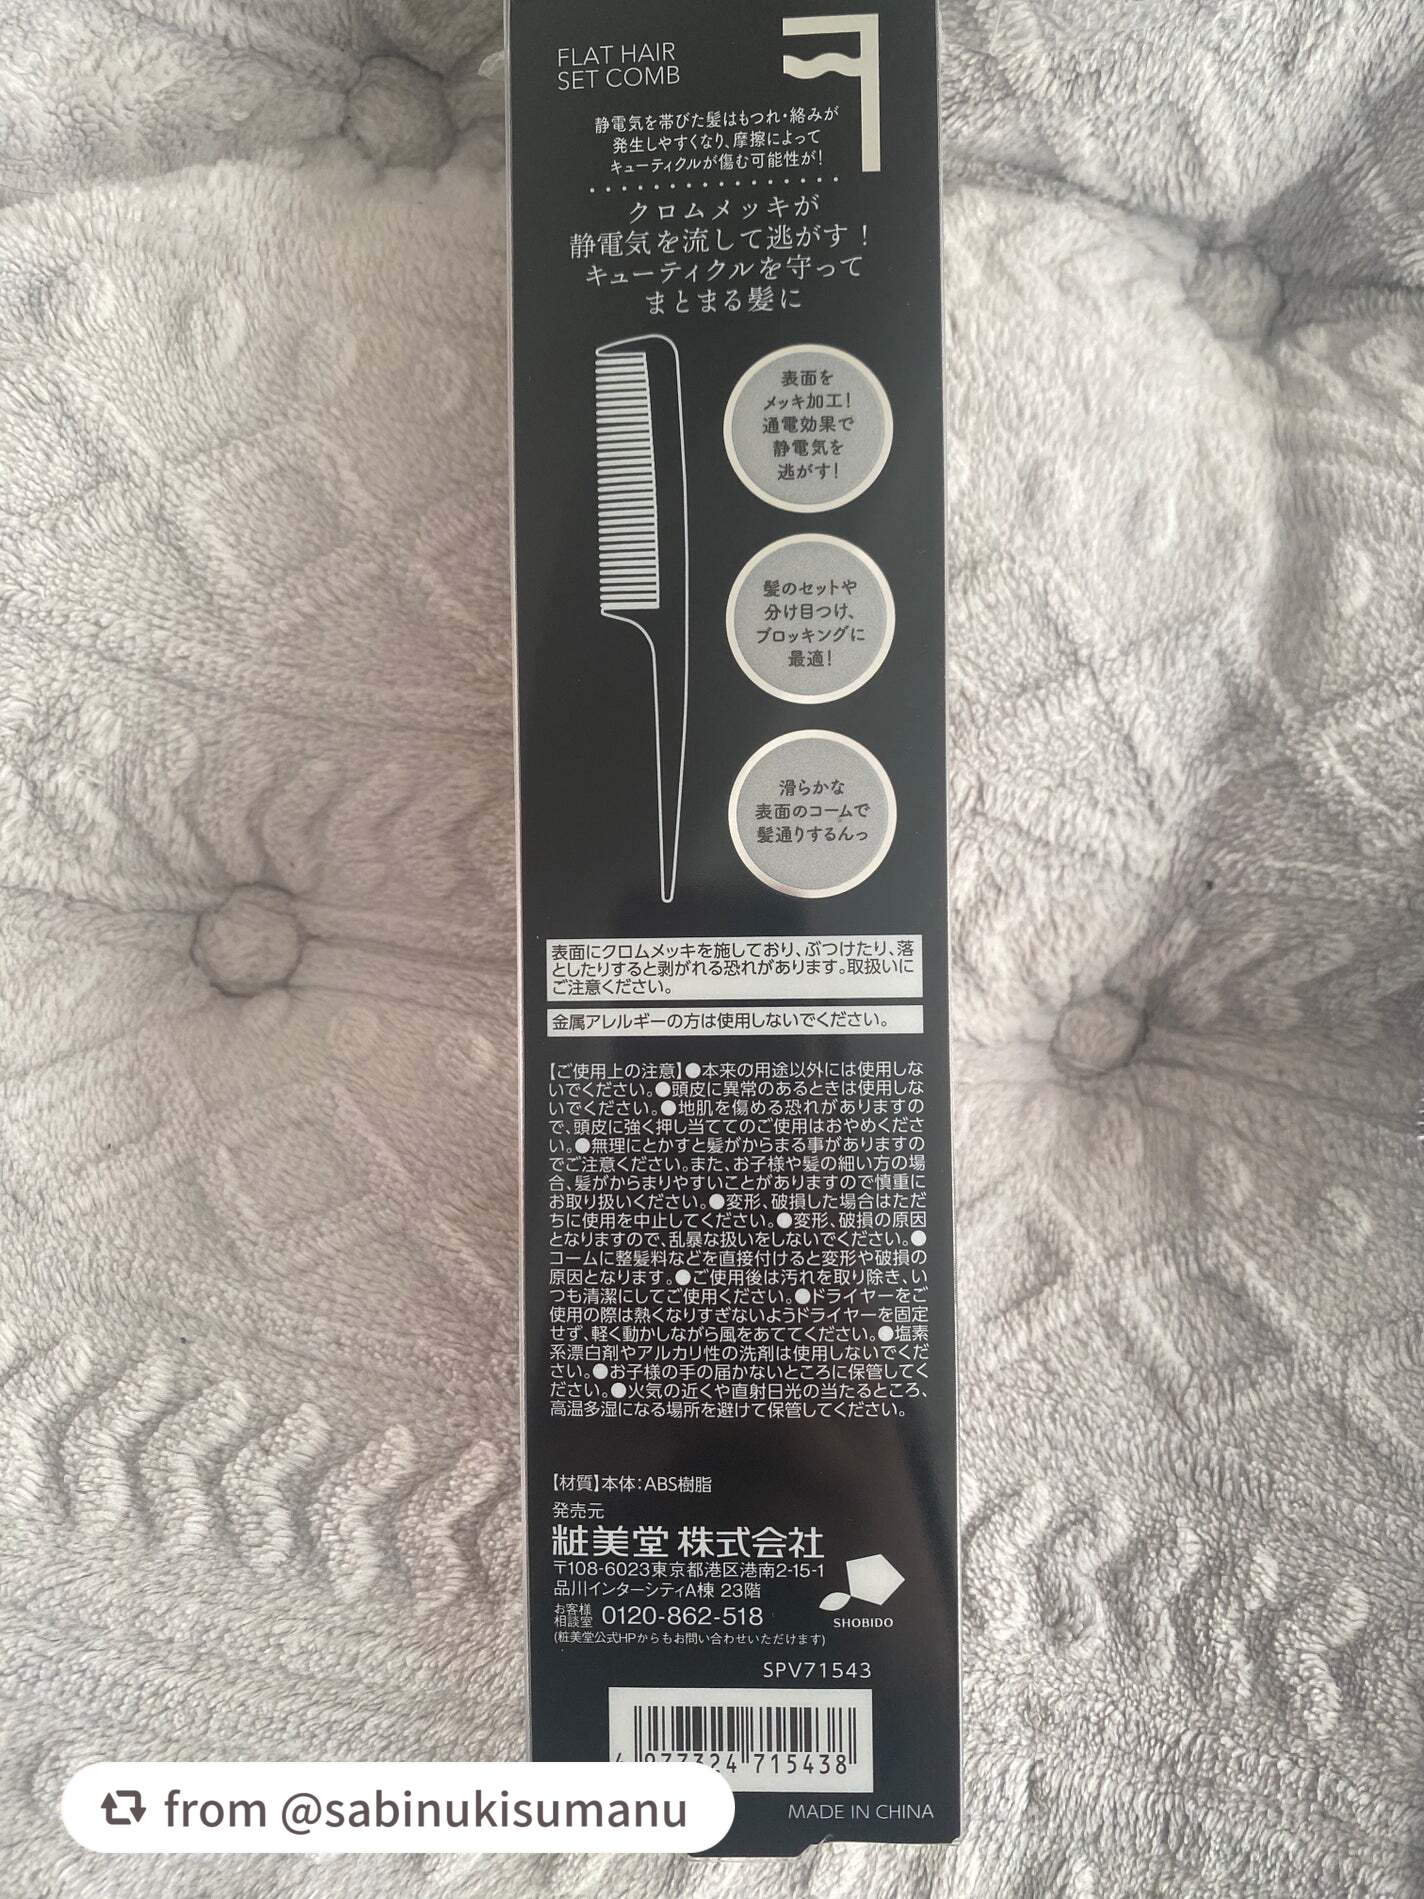 FLAT HAIR
SET COMB
静電気を帯びた髪はもつれ・絡みが
発生しやすくなり、摩擦によって
キューティクルが傷む可能性が!
クロムメッキが
静電気を流して逃がす!
キューティクルを守って
まとまる髪に
表面を
メッキ加工!
通電効果で
静電気を
逃がす!
髪のセットや
分け目つけ、
ブロッキングに
最適!
滑らかな
表面のコームで
髪通りするんっ
表面にクロムメッキを施しており、ぶつけたり、落
としたりすると剥がれる恐れがあります。取扱いに
ご注意ください。
金属アレルギーの方は使用しないでください。
【ご使用上の注意】●本来の用途以外には使用しな
いでください。●頭皮に異常のあるときは使用しな
いでください。●地肌を傷める恐れがありますの
で、頭皮に強く押し当ててのご使用はおやめくださ
い。●無理にとかすと髪がからまる事がありますの
でご注意ください。また、お子様や髪の細い方の場
合、髪がからまりやすいことがありますので慎重に
お取り扱いください。●変形、破損した場合はただ
ちに使用を中止してください。●変形、破損の原因
となりますので、乱暴な扱いをしないでください。●
コームに整髪料などを直接付けると変形や破損の
原因となります。●ご使用後は汚れを取り除き、い
つも清潔にしてご使用ください。●ドライヤーをご
使用の際は熱くなりすぎないようドライヤーを固定
せず、軽く動かしながら風をあててください。●塩素
系漂白剤やアルカリ性の洗剤は使用しないでくだ
さい。●お子様の手の届かないところに保管してく
ださい。●火気の近くや直射日光の当たるところ、
高温多湿になる場所を避けて保管してください。
【材質】本体:ABS樹脂
発売元
粧美堂 株式会社
〒108-6023東京都港区港南2-15-1
品川インターシティA棟 23階
お客様
相談室 0120-862-518
(粧美堂公式HPからもお問い合わせいただけます)
SHOBIDO
SPV71543
4 977324 715438
MADE IN CHINA
from @sabinukisumanu